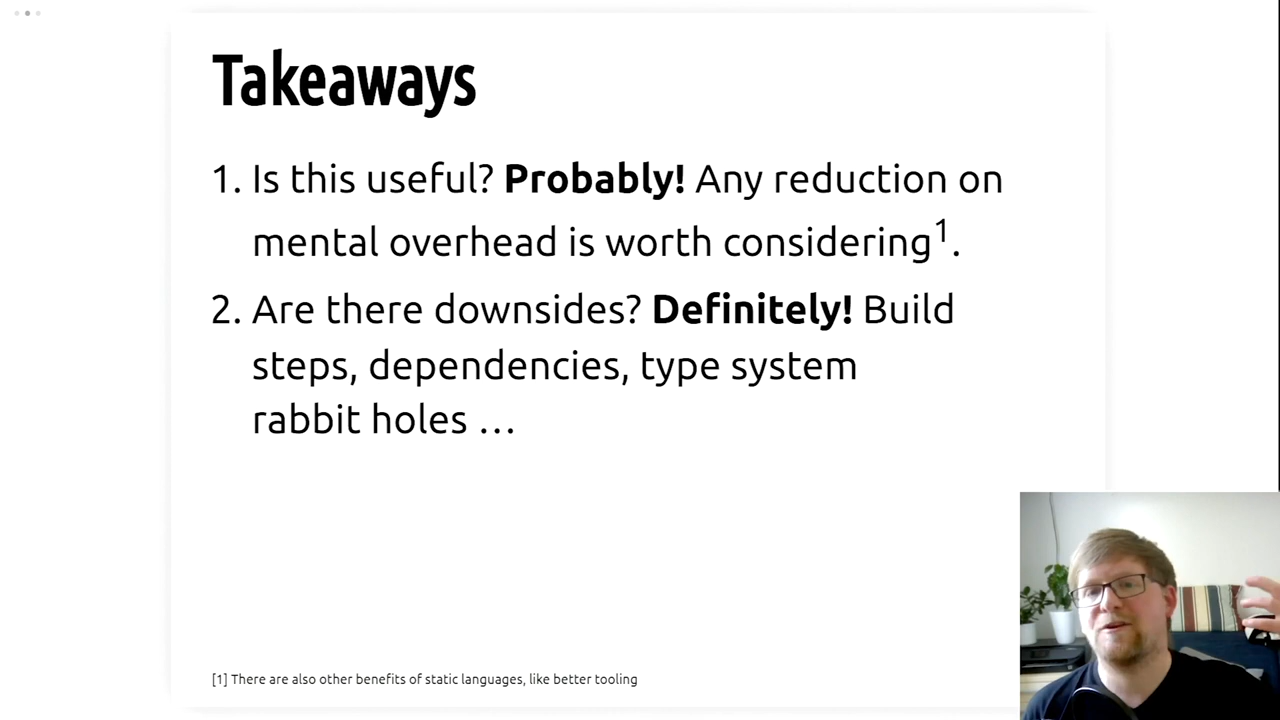 Takeaways
1. Is this useful? Probably! Any reduction on
mental overhead is worth considering¹.
2. Are there downsides? Definitely! Build
steps, dependencies, type system
rabbit holes …
[1] There are also other benefits of static languages, like better tooling